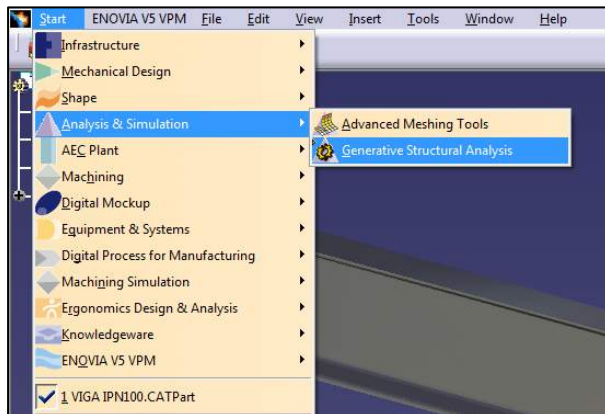 Start ENOVIA V5 VPM File Edit View Insert Tools Window Help
Infrastructure
Mechanical Design
Shape
Analysis & Simulation
Advanced Meshing Tools
AEC Plant
Generative Structural Analysis
Machining
Digital Mockup
Equipment & Systems
Digital Process for Manufacturing
Machining Simulation
Ergonomics Design & Analysis
Knowledgeware
ENOVIA V5 VPM
1 VIGA IPN100.CATPart